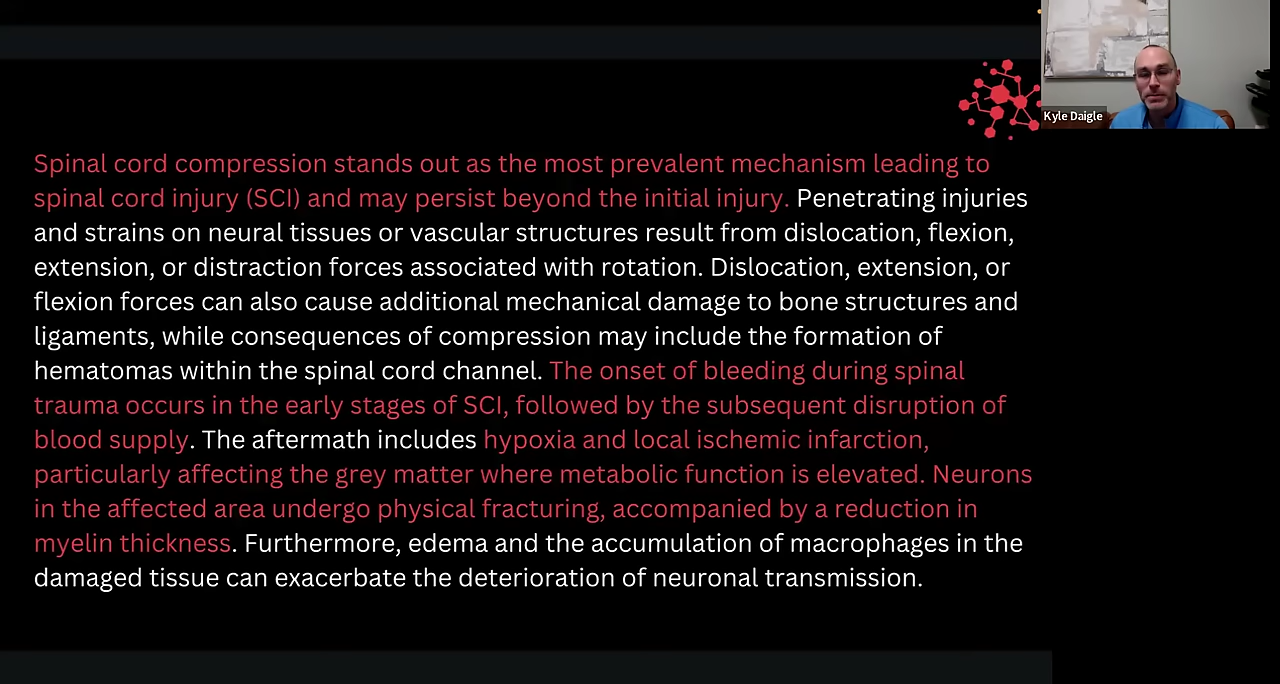 Kyle Daigle
Spinal cord compression stands out as the most prevalent mechanism leading to
spinal cord injury (SCI) and may persist beyond the initial injury. Penetrating injuries
and strains on neural tissues or vascular structures result from dislocation, flexion,
extension, or distraction forces associated with rotation. Dislocation, extension, or
flexion forces can also cause additional mechanical damage to bone structures and
ligaments, while consequences of compression may include the formation of
hematomas within the spinal cord channel. The onset of bleeding during spinal
trauma occurs in the early stages of SCI, followed by the subsequent disruption of
blood supply. The aftermath includes hypoxia and local ischemic infarction,
particularly affecting the grey matter where metabolic function is elevated. Neurons
in the affected area undergo physical fracturing, accompanied by a reduction in
myelin thickness. Furthermore, edema and the accumulation of macrophages in the
damaged tissue can exacerbate the deterioration of neuronal transmission.